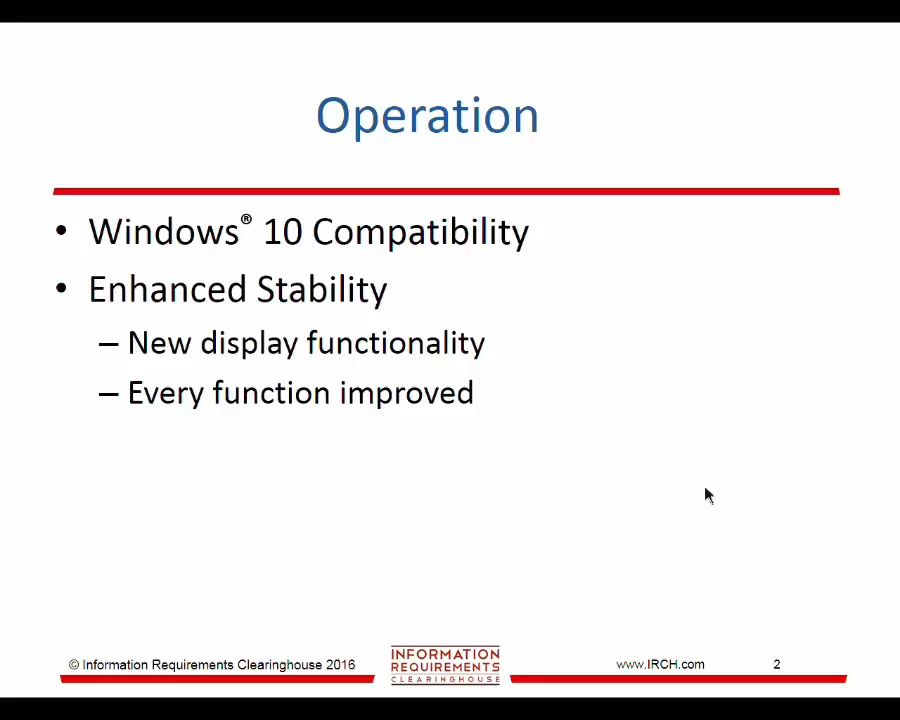 Operation
• Windows® 10 Compatibility
• Enhanced Stability
– New display functionality
– Every function improved
© Information Requirements Clearinghouse 2016
INFORMATION
REQUIREMENTS
CLEARINGHOUSE
www.IRCH.com
2